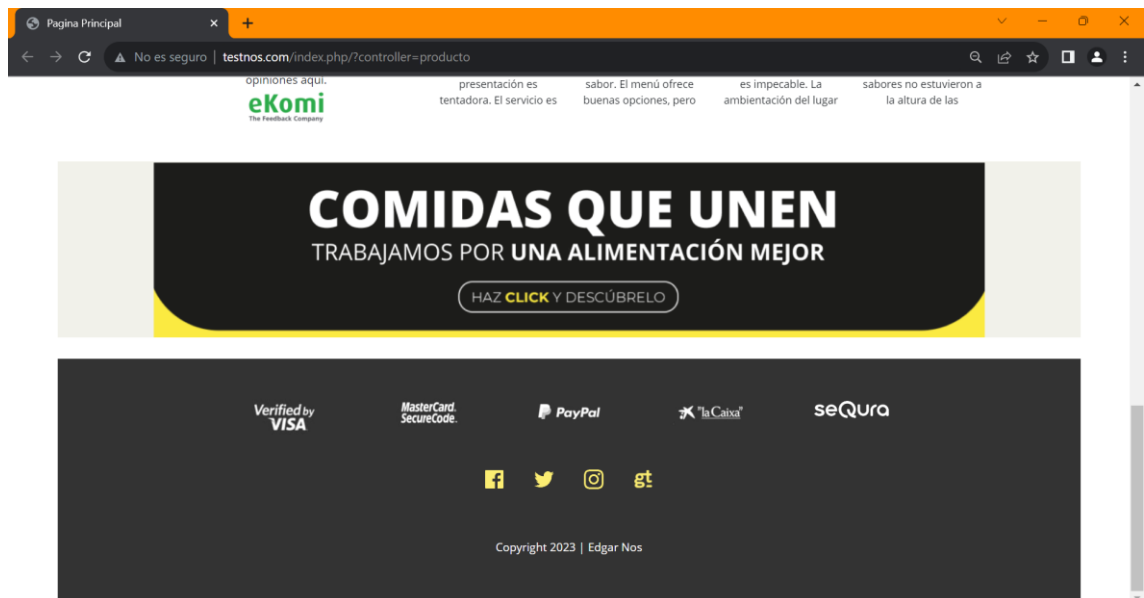 Pagina Principal
No es seguro | testnos.com/index.php/?controller=producto
opiniones aquí.
eKomi
The Feedback Company
presentación es
tentadora. El servicio es
sabor. El menú ofrece
buenas opciones, pero
es impecable. La
ambientación del lugar
sabores no estuvieron a
la altura de las
COMIDAS QUE UNEN
TRABAJAMOS POR UNA ALIMENTACIÓN MEJOR
HAZ CLICK Y DESCÚBRELO
Verified by
VISA
MasterCard.
SecureCode.
PayPal
"la Caixa"
seQura
gt
Copyright 2023 | Edgar Nos